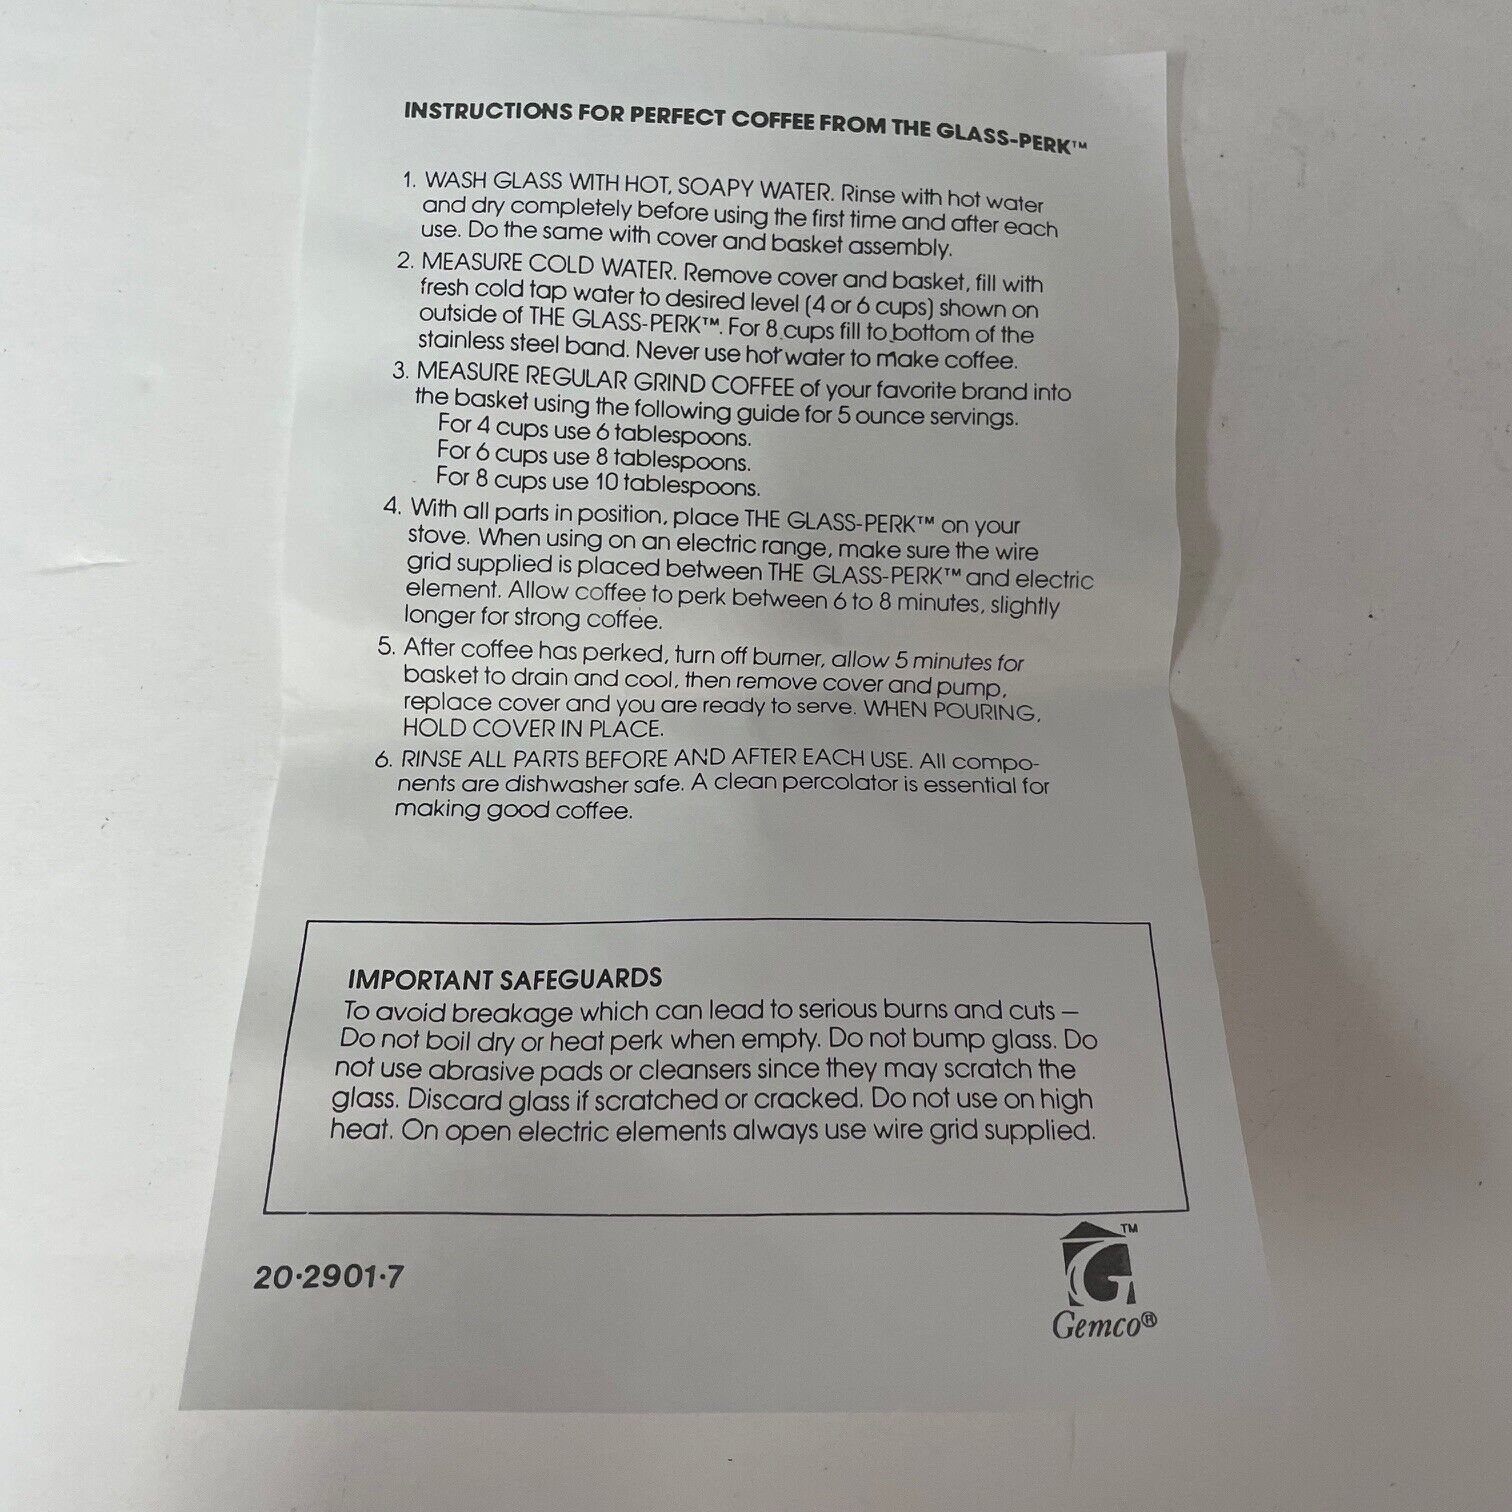 INSTRUCTIONS FOR PERFECT COFFEE FROM THE GLASS-PERK™
1. WASH GLASS WITH HOT, SOAPY WATER. Rinse with hot water
and dry completely before using the first time and after each
use. Do the same with cover and basket assembly.
2. MEASURE COLD WATER. Remove cover and basket, fill with
fresh cold tap water to desired level (4 or 6 cups) shown on
outside of THE GLASS-PERK™. For 8 cups fill to bottom of the
stainless steel band. Never use hot water to make coffee.
3. MEASURE REGULAR GRIND COFFEE of your favorite brand into
the basket using the following guide for 5 ounce servings.
For 4 cups use 6 tablespoons.
For 6 cups use 8 tablespoons.
For 8 cups use 10 tablespoons.
4. With all parts in position, place THE GLASS-PERK™ on your
stove. When using on an electric range, make sure the wire
grid supplied is placed between THE GLASS-PERK™ and electric
element. Allow coffee to perk between 6 to 8 minutes, slightly
longer for strong coffee.
5. After coffee has perked, turn off burner, allow 5 minutes for
basket to drain and cool, then remove cover and pump,
replace cover and you are ready to serve. WHEN POURING,
HOLD COVER IN PLACE.
6. RINSE ALL PARTS BEFORE AND AFTER EACH USE. All compo-
nents are dishwasher safe. A clean percolator is essential for
making good coffee.
IMPORTANT SAFEGUARDS
To avoid breakage which can lead to serious burns and cuts —
Do not boil dry or heat perk when empty. Do not bump glass. Do
not use abrasive pads or cleansers since they may scratch the
glass. Discard glass if scratched or cracked. Do not use on high
heat. On open electric elements always use wire grid supplied.
20·2901·7
™
G
Gemco®